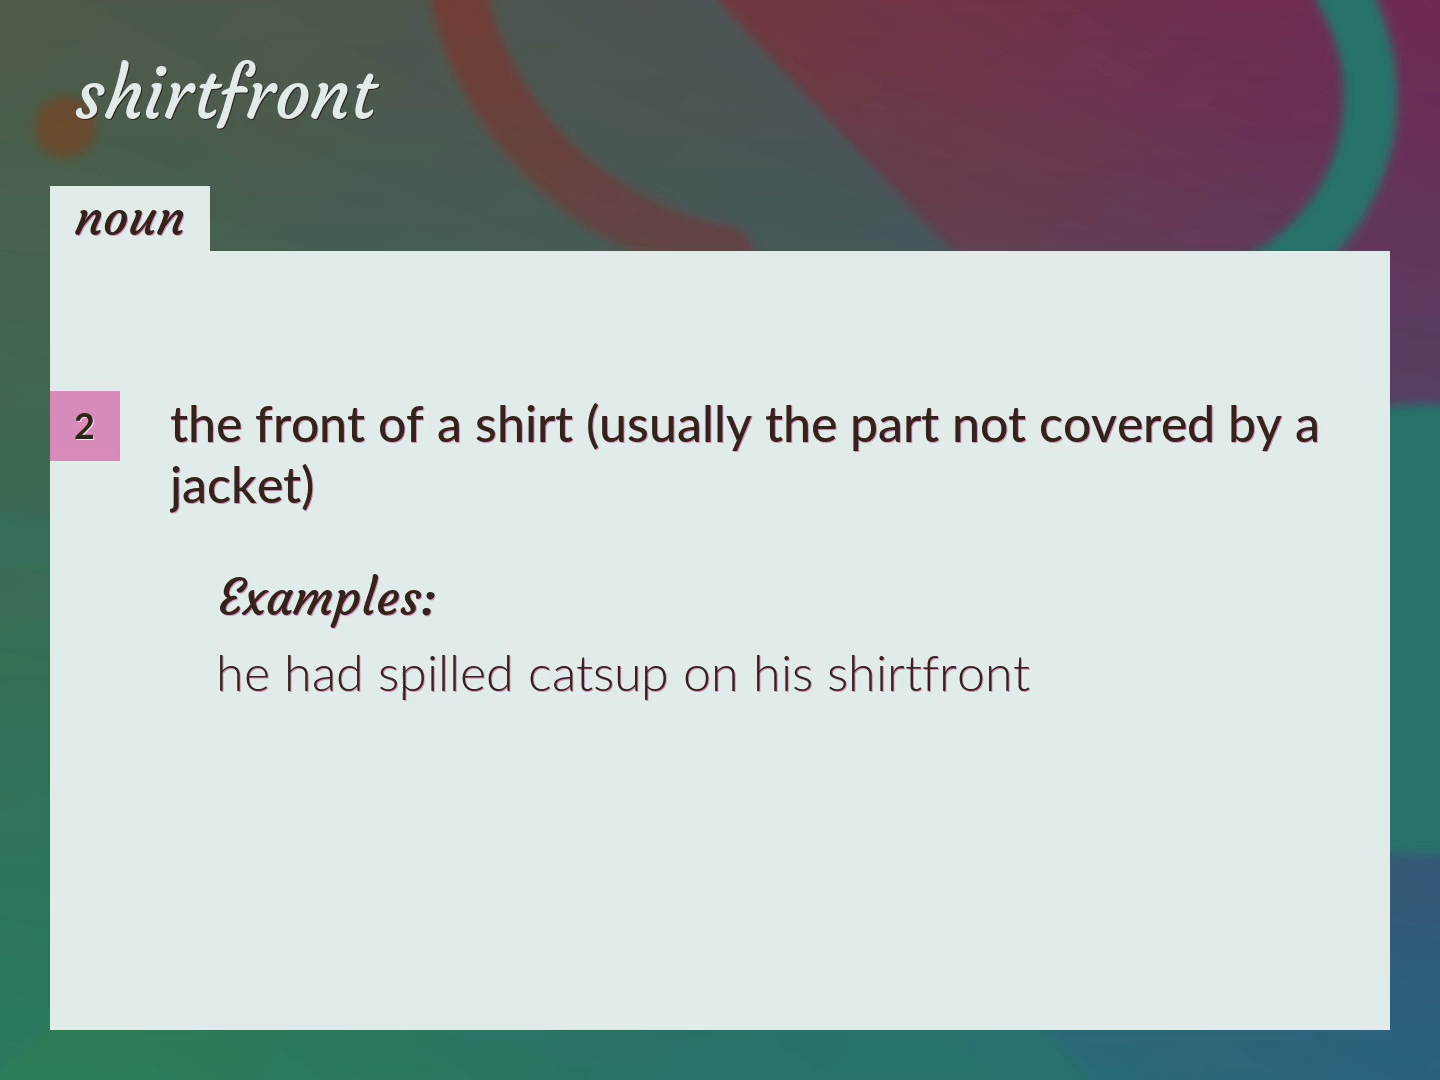 shirtfront
noun
2
the front of a shirt (usually the part not covered by a
jacket)
Examples:
he had spilled catsup on his shirtfront